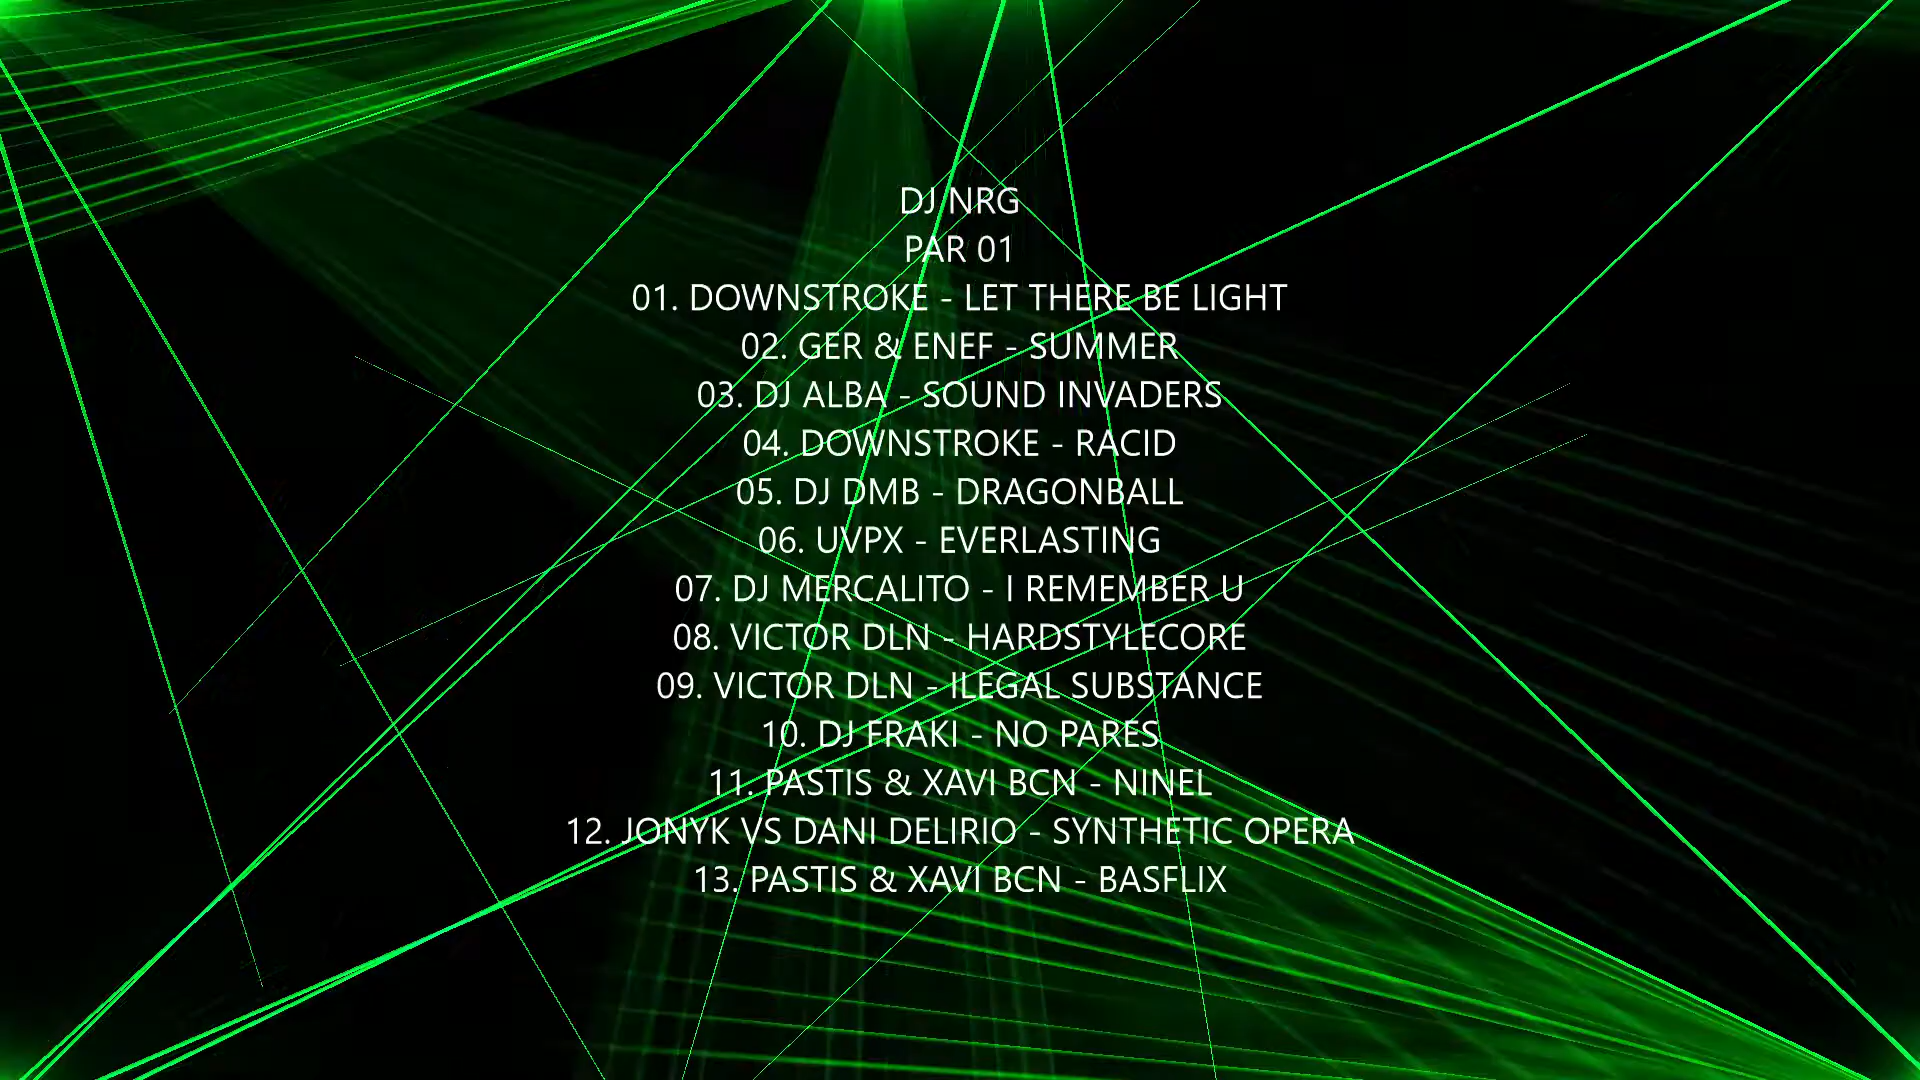 DJ NRG
PAR 01
01. DOWNSTROKE - LET THERE BE LIGHT
02. GER & ENEF - SUMMER
03. DJ ALBA - SOUND INVADERS
04. DOWNSTROKE - RACID
05. DJ DMB - DRAGONBALL
06. UVPX - EVERLASTING
07. DJ MERCALITO - I REMEMBER U
08. VICTOR DLN - HARDSTYLECORE
09. VICTOR DLN - ILEGAL SUBSTANCE
10. DJ FRAKI - NO PARES
11. PASTIS & XAVI BCN - NINEL
12. JONYK VS DANI DELIRIO - SYNTHETIC OPERA
13. PASTIS & XAVI BCN - BASFLIX